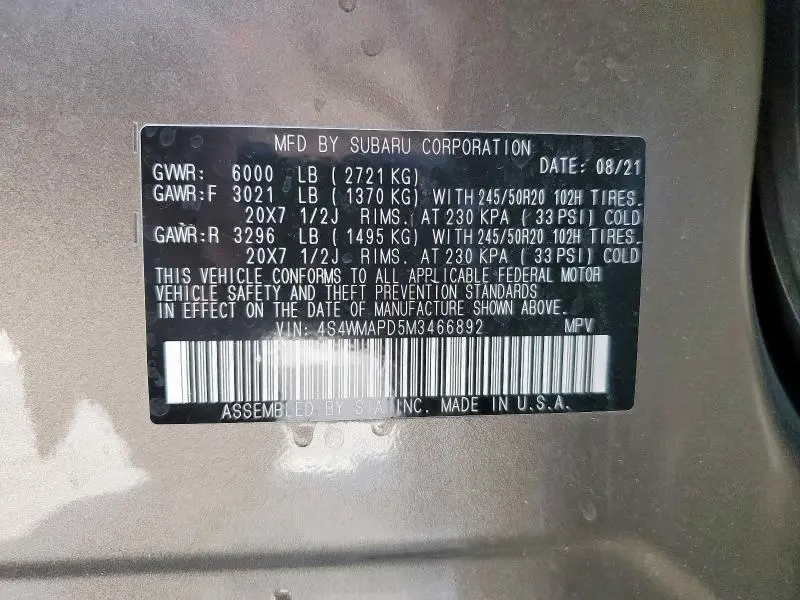 MFD BY SUBARU CORPORATION
GVWR: 6000 LB ( 2721 KG) DATE: 08/21
GAWR:F 3021 LB ( 1370 KG) WITH 245/50R20 102H TIRES.
20X7 1/2J RIMS. AT 230 KPA ( 33 PSI) COLD
GAWR:R 3296 LB ( 1495 KG) WITH 245/50R20 102H TIRES.
20X7 1/2J RIMS. AT 230 KPA ( 33 PSI) COLD
THIS VEHICLE CONFORMS TO ALL APPLICABLE FEDERAL MOTOR
VEHICLE SAFETY AND THEFT PREVENTION STANDARDS
IN EFFECT ON THE DATE OF MANUFACTURE SHOWN ABOVE.
VIN: 4S4WMAPD5M3466892 MPV
ASSEMBLED BY SIA,INC. MADE IN U.S.A.